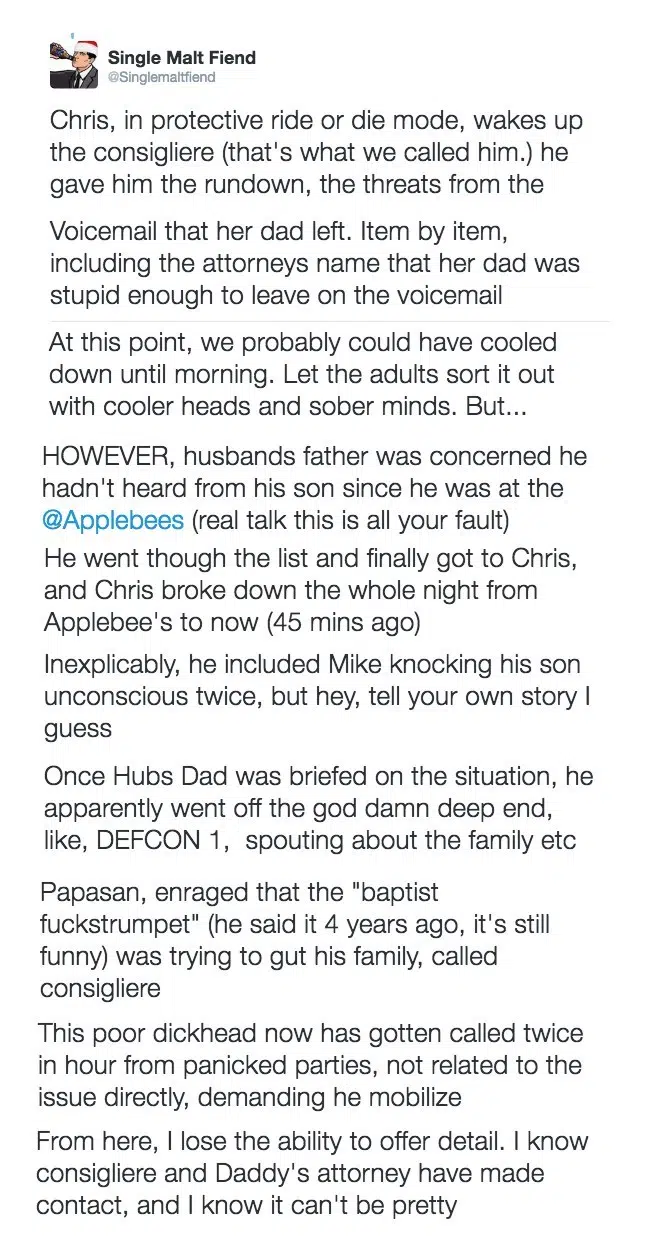 Single Malt Fiend
@Singlemaltfiend
Chris, in protective ride or die mode, wakes up
the consigliere (that's what we called him.) he
gave him the rundown, the threats from the
Voicemail that her dad left. Item by item,
including the attorneys name that her dad was
stupid enough to leave on the voicemail
At this point, we probably could have cooled
down until morning. Let the adults sort it out
with cooler heads and sober minds. But...
HOWEVER, husbands father was concerned he
hadn't heard from his son since he was at the
@Applebees (real talk this is all your fault)
He went though the list and finally got to Chris,
and Chris broke down the whole night from
Applebee's to now (45 mins ago)
Inexplicably, he included Mike knocking his son
unconscious twice, but hey, tell your own story I
guess
Once Hubs Dad was briefed on the situation, he
apparently went off the god damn deep end,
like, DEFCON 1,  spouting about the family etc
Papasan, enraged that the "baptist
fuckstrumpet" (he said it 4 years ago, it's still
funny) was trying to gut his family, called
consigliere
This poor dickhead now has gotten called twice
in hour from panicked parties, not related to the
issue directly, demanding he mobilize
From here, I lose the ability to offer detail. I know
consigliere and Daddy's attorney have made
contact, and I know it can't be pretty